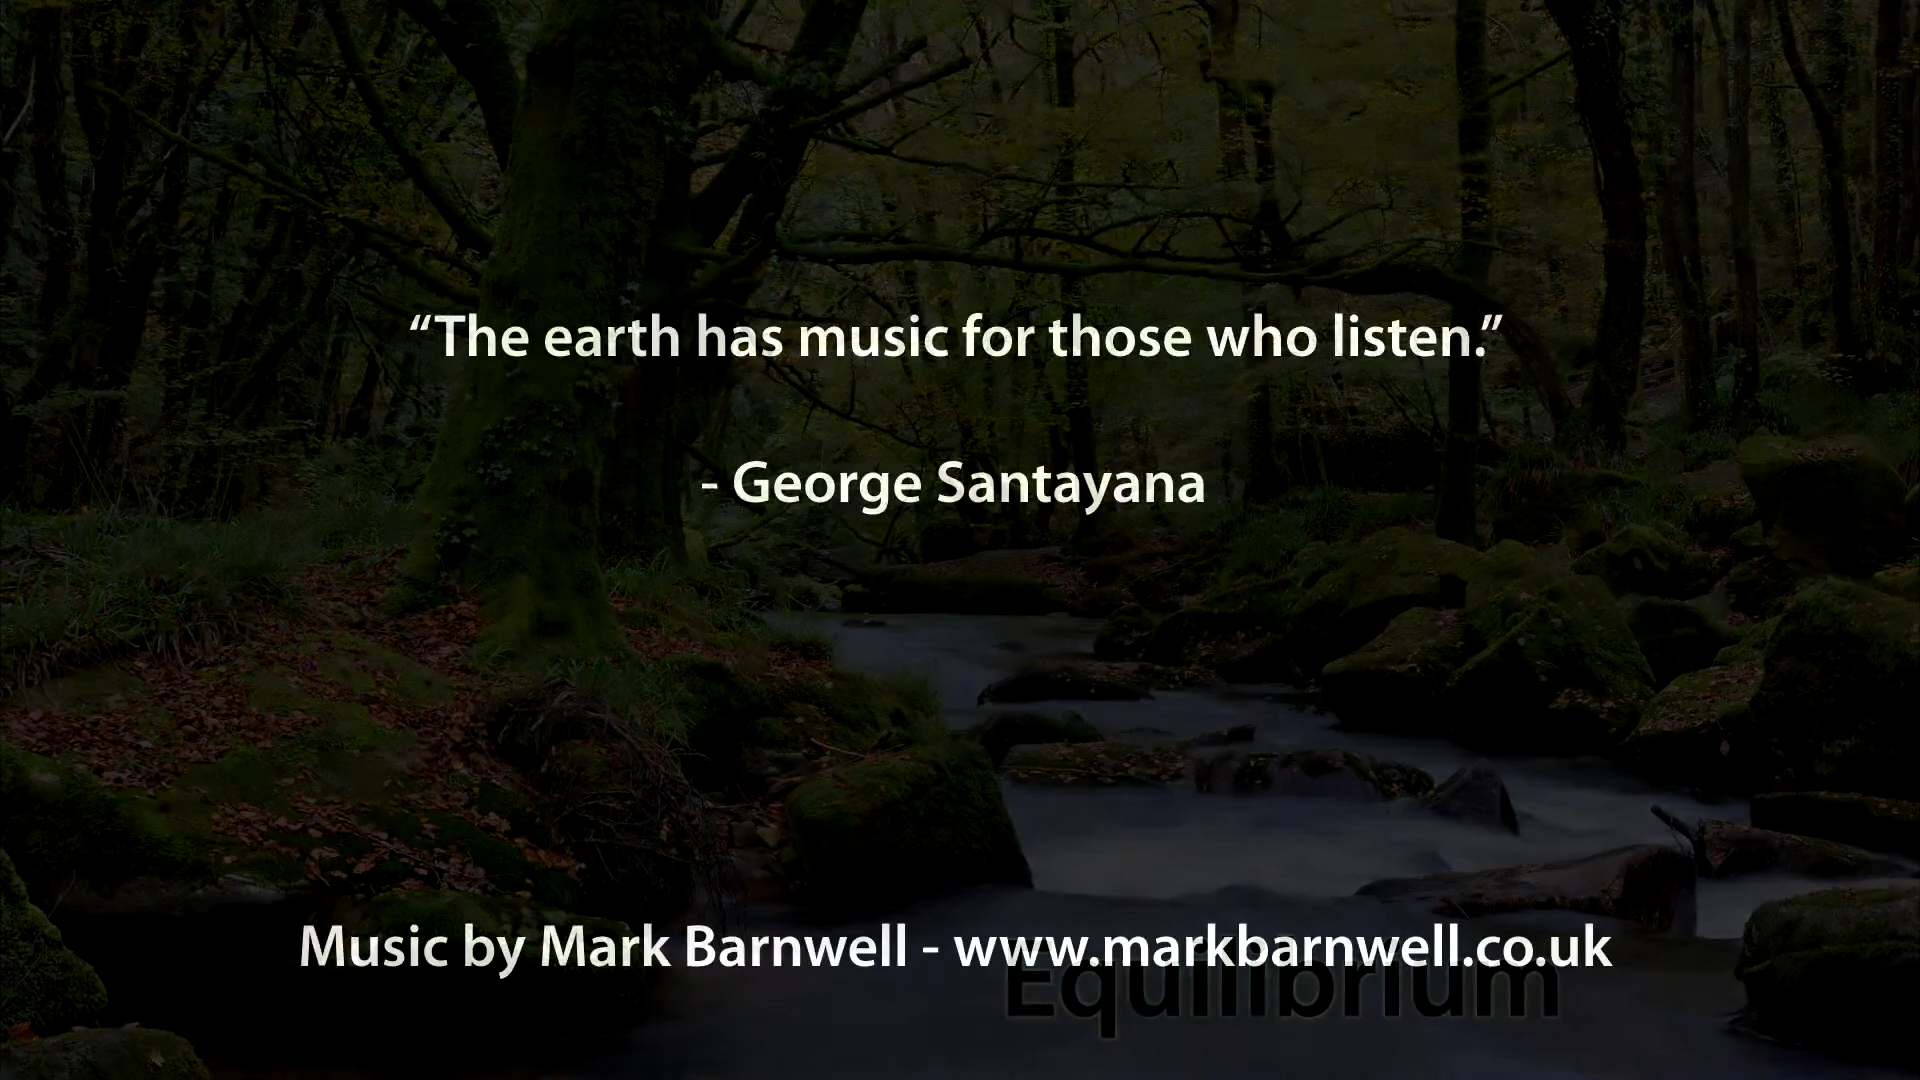 “The earth has music for those who listen.”
- George Santayana
Music by Mark Barnwell - www.markbarnwell.co.uk
Equilibrium